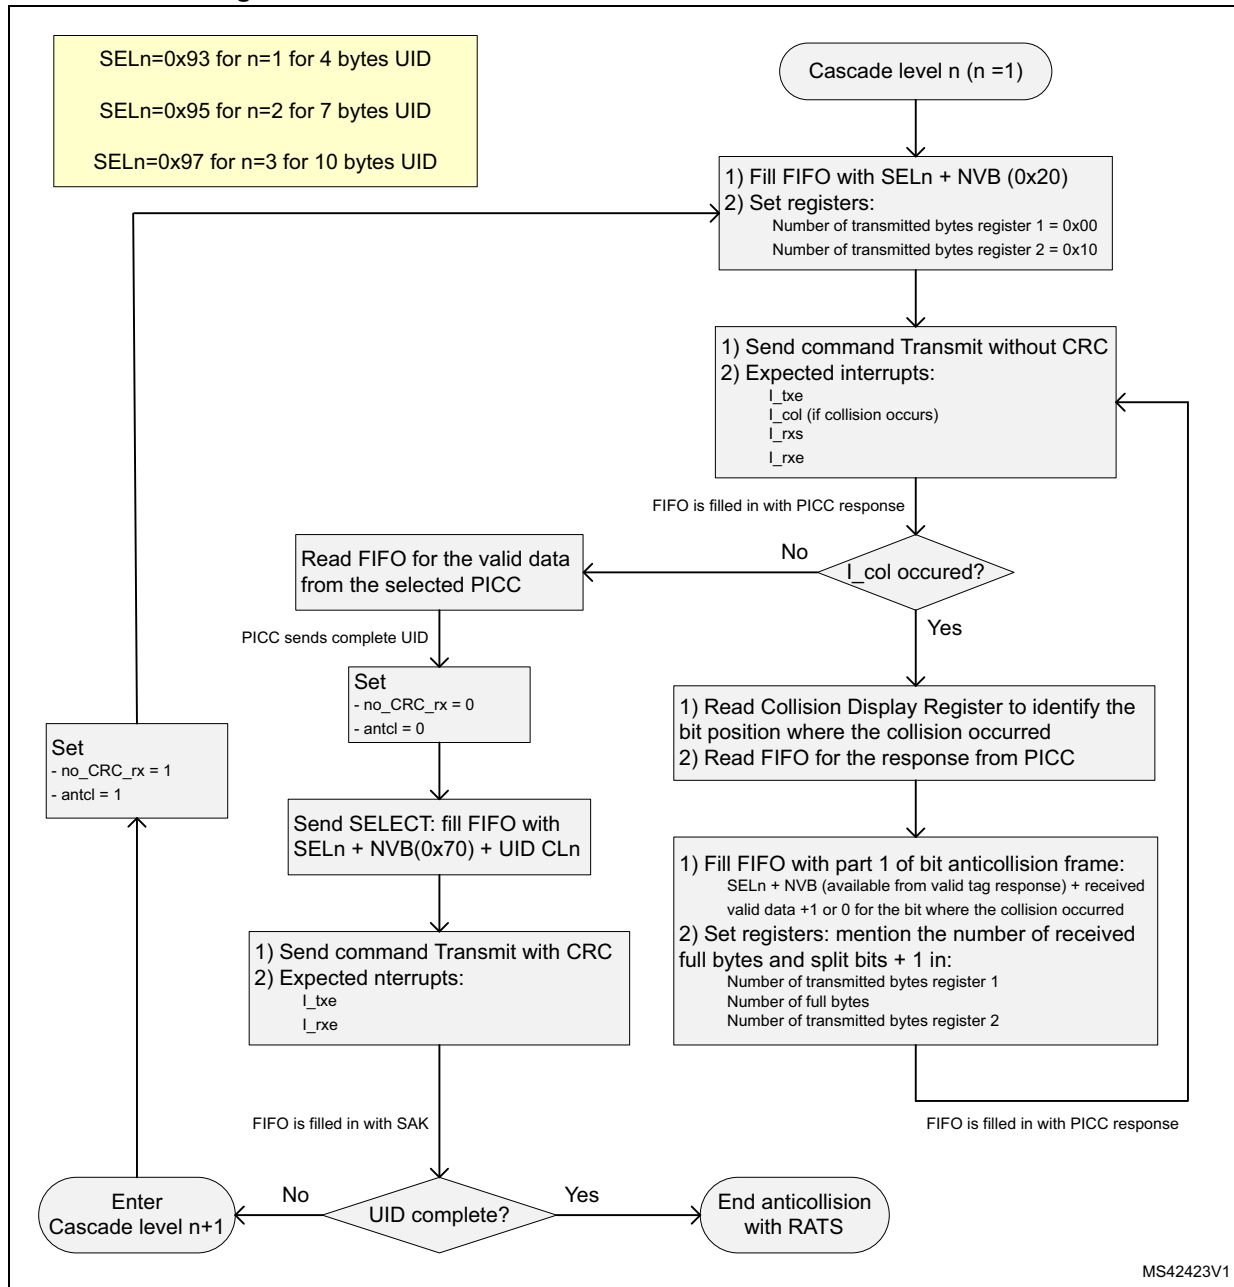 SELn=0x93 for n=1 for 4 bytes UID
SELn=0x95 for n=2 for 7 bytes UID
SELn=0x97 for n=3 for 10 bytes UID
Cascade level n (n =1)
1) Fill FIFO with SELn + NVB (0x20)
2) Set registers:
Number of transmitted bytes register 1 = 0x00
Number of transmitted bytes register 2 = 0x10
1) Send command Transmit without CRC
2) Expected interrupts:
I_txe
I_col (if collision occurs)
I_rxs
I_rxe
FIFO is filled in with PICC response
I_col occured?
No
Yes
Read FIFO for the valid data
from the selected PICC
PICC sends complete UID
Set
- no_CRC_rx = 0
- antcl = 0
Send SELECT: fill FIFO with
SELn + NVB(0x70) + UID CLn
1) Send command Transmit with CRC
2) Expected nterrupts:
I_txe
I_rxe
FIFO is filled in with SAK
1) Read Collision Display Register to identify the
bit position where the collision occurred
2) Read FIFO for the response from PICC
1) Fill FIFO with part 1 of bit anticollision frame:
SELn + NVB (available from valid tag response) + received
valid data +1 or 0 for the bit where the collision occurred
2) Set registers: mention the number of received
full bytes and split bits + 1 in:
Number of transmitted bytes register 1
Number of full bytes
Number of transmitted bytes register 2
FIFO is filled in with PICC response
Set
- no_CRC_rx = 1
- antcl = 1
Enter
Cascade level n+1
No
UID complete?
Yes
End anticollision
with RATS
MS42423V1